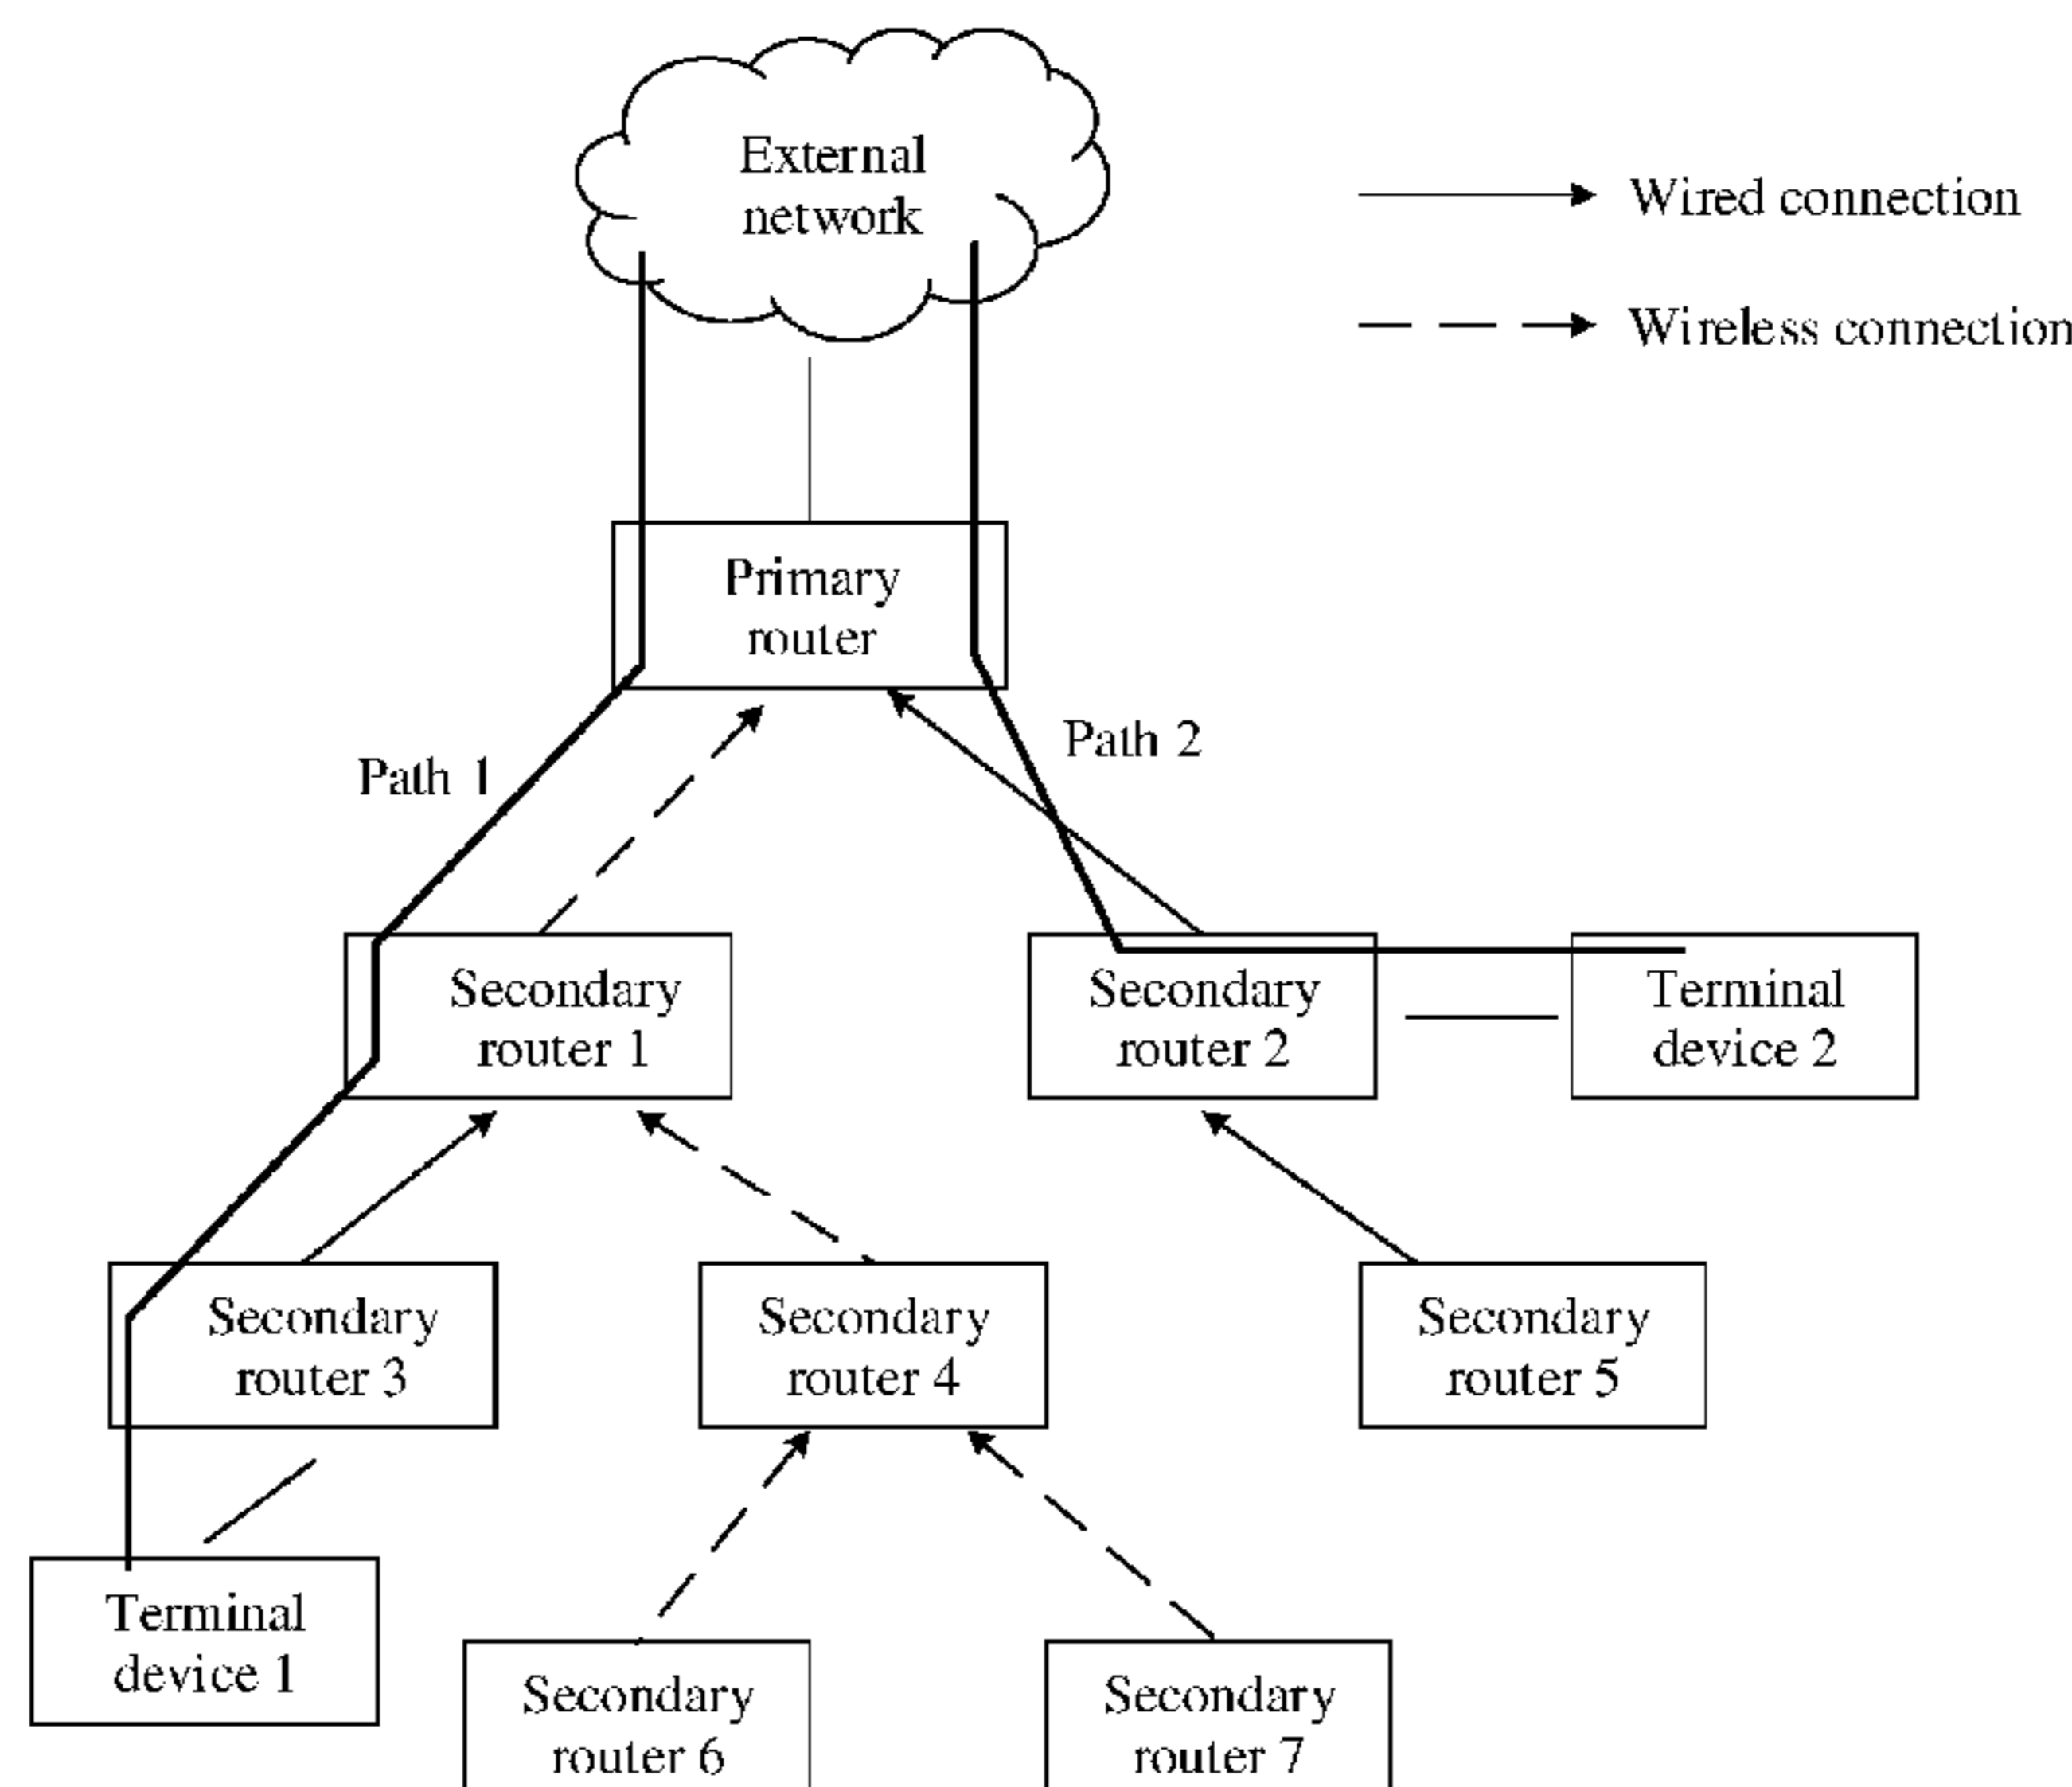 External
network
Wired connection
Wireless connection
Primary
router
Path 1
Path 2
Secondary
router 1
Secondary
router 2
Terminal
device 2
Secondary
router 3
Secondary
router 4
Secondary
router 5
Terminal
device 1
Secondary
router 6
Secondary
router 7